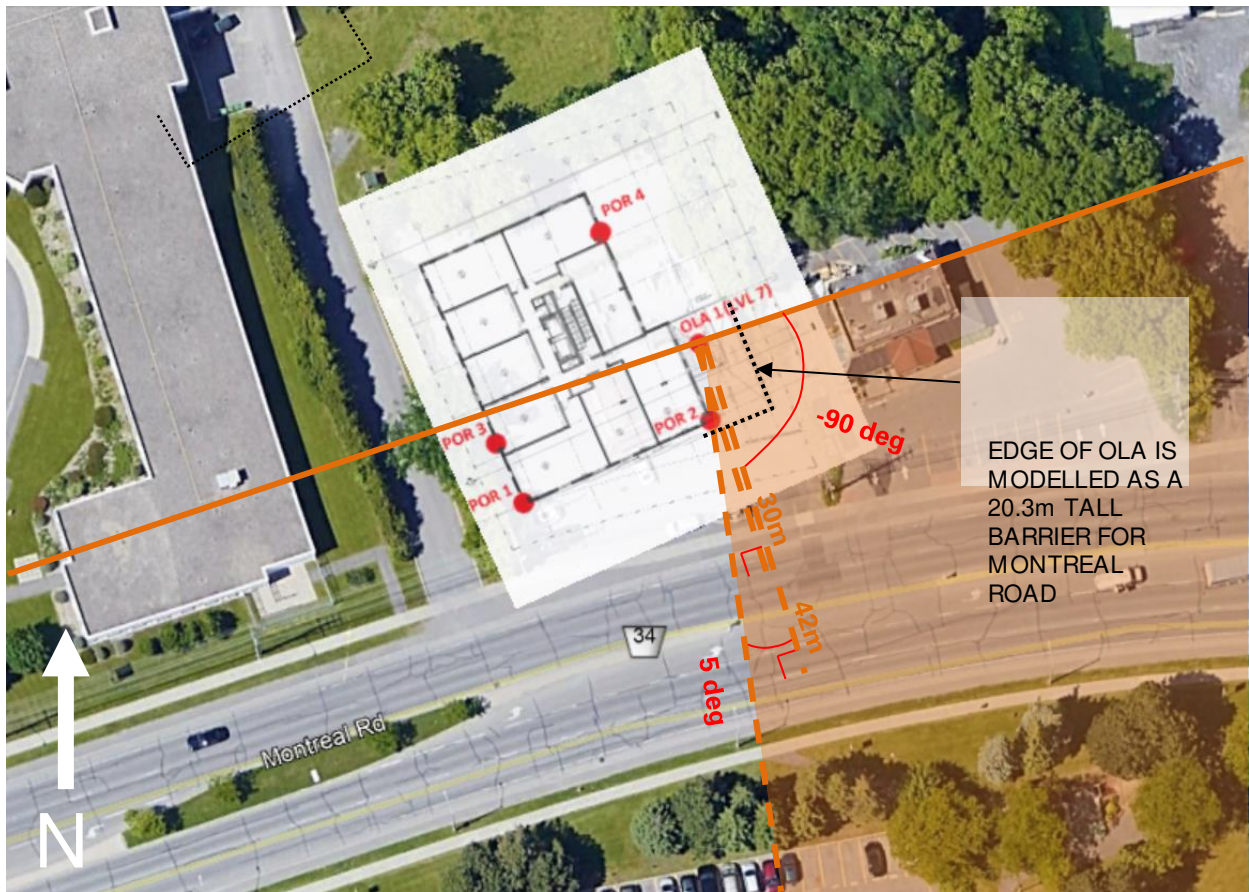 POR 4
OLA 1 (LVL 7)
POR 2
POR 3
POR 1
-90 deg
EDGE OF OLA IS
MODELLED AS A
20.3m TALL
BARRIER FOR
MONTREAL
ROAD
30m
42m
5 deg
34
Montreal Rd
N